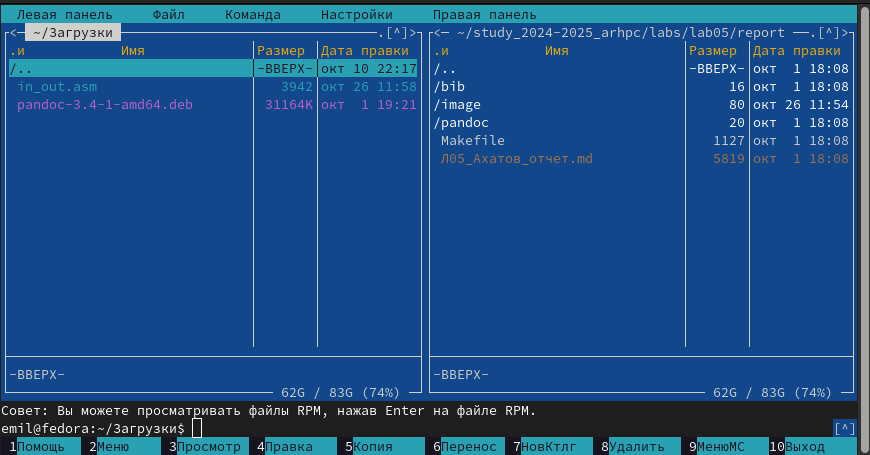 Левая панель Файл Команда Настройки Правая панель
<─ ~/Загрузки ─.[^]>
<─ ~/study_2024-2025_arhpc/labs/lab05/report ─.[^]>
.и Имя Размер Дата правки
.и Имя Размер Дата правки
/.. -ВВЕРХ- окт 10 22:17
/.. -ВВЕРХ- окт 1 18:08
in_out.asm 3942 окт 26 11:58
/bib 16 окт 1 18:08
pandoc-3.4-1-amd64.deb 31164K окт 1 19:21
/image 80 окт 26 11:54
/pandoc 20 окт 1 18:08
Makefile 1127 окт 1 18:08
Л05_Ахатов_отчет.md 5819 окт 1 18:08
-ВВЕРХ-
-ВВЕРХ-
62G / 83G (74%)
62G / 83G (74%)
Совет: Вы можете просматривать файлы RPM, нажав Enter на файле RPM.
emil@fedora:~/Загрузки$ [^]
1Помощь 2Меню 3Просмотр 4Правка 5Копия 6Перенос 7НовКтлг 8Удалить 9МенюМС 10Выход